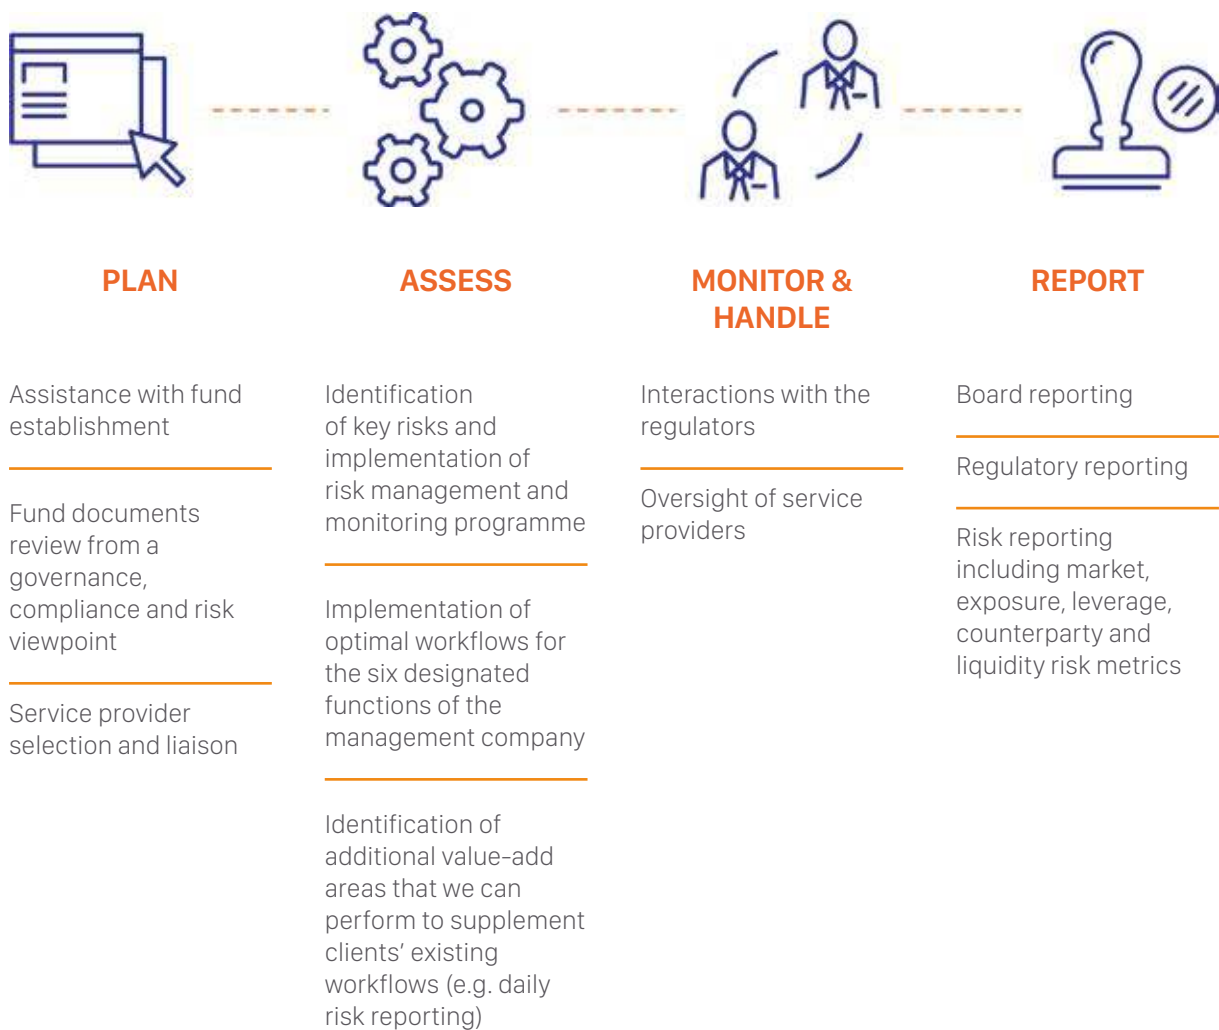 PLAN
Assistance with fund
establishment
Fund documents
review from a
governance,
compliance and risk
viewpoint
Service provider
selection and liaison
ASSESS
Identification
of key risks and
implementation of
risk management and
monitoring programme
Implementation of
optimal workflows for
the six designated
functions of the
management company
Identification of
additional value-add
areas that we can
perform to supplement
clients’ existing
workflows (e.g. daily
risk reporting)
MONITOR &
HANDLE
Interactions with the
regulators
Oversight of service
providers
REPORT
Board reporting
Regulatory reporting
Risk reporting
including market,
exposure, leverage,
counterparty and
liquidity risk metrics